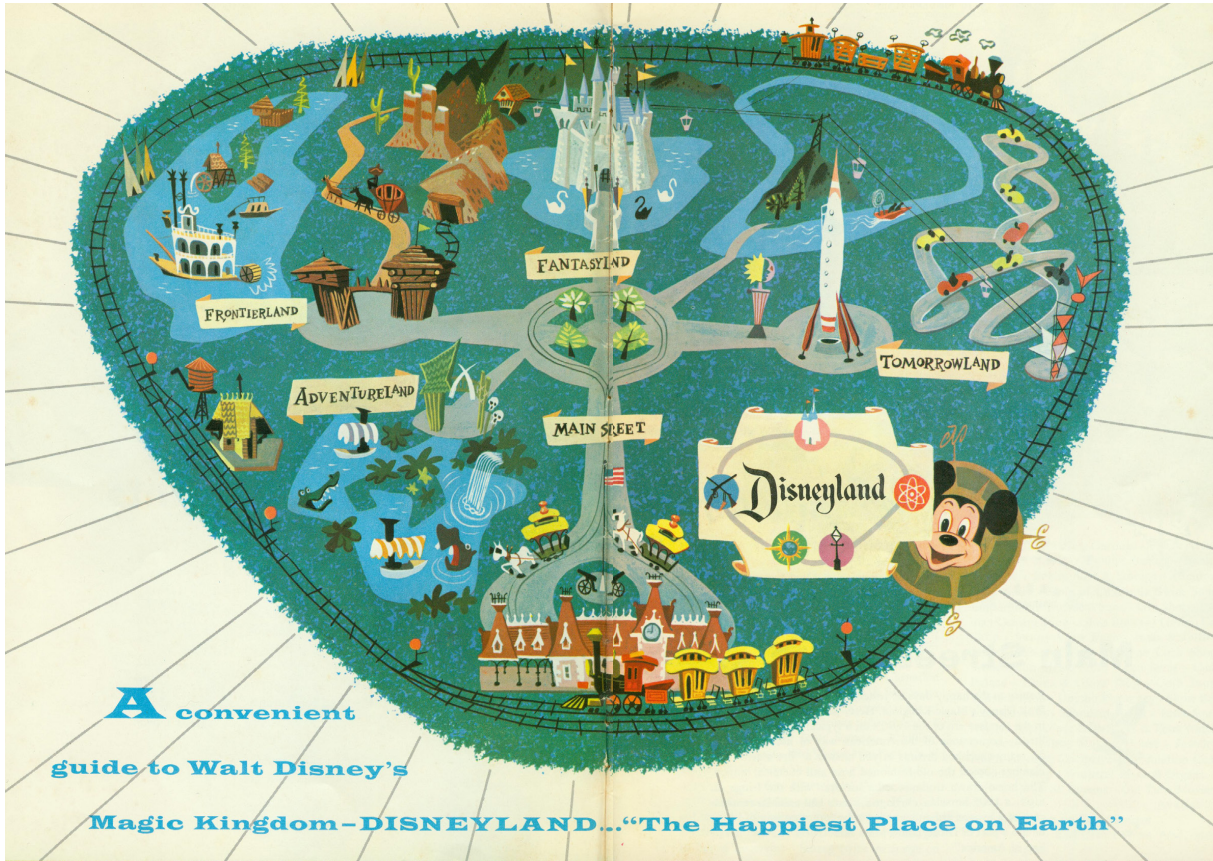 FANTASYLND
FRONTIERLAND
TOMORROWLAND
ADVENTURELAND
MAIN SREET
Disneyland
E
S
A convenient
guide to Walt Disney's
Magic Kingdom–DISNEYLAND..."The Happiest Place on Earth"